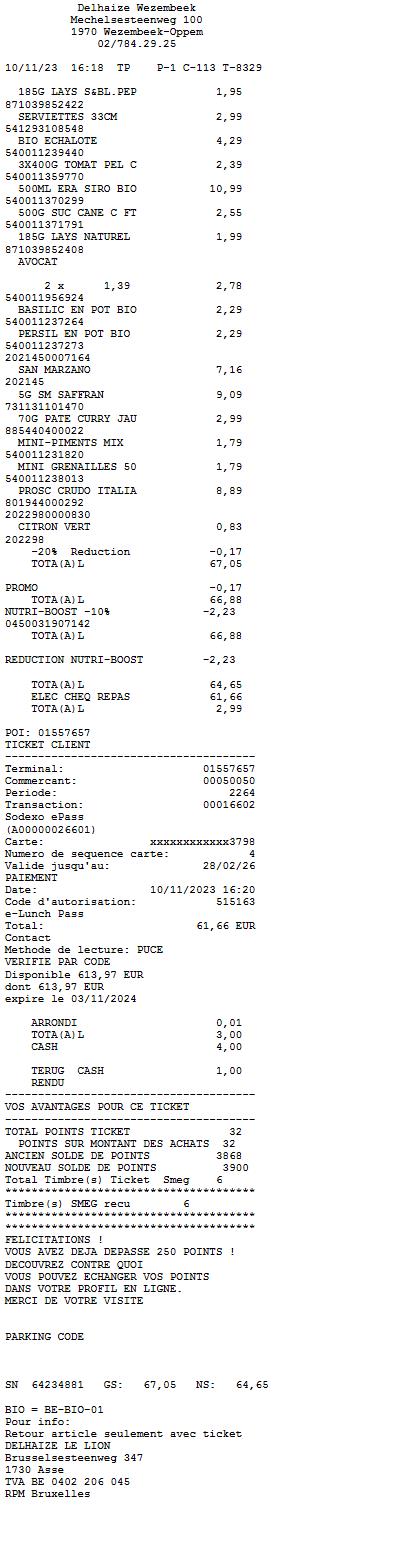 Delhaize Wezembeek
Mechelsesteenweg 100
1970 Wezembeek-Oppem
02/784.29.25
10/11/23 16:18 TP P-1 C-113 T-8329
185G LAYS S&BL.PEP 1,95
871039852422
SERVIETTES 33CM 2,99
541293108548
BIO ECHALOTE 4,29
540011239440
3X400G TOMAT PEL C 2,39
540011359770
500ML ERA SIRO BIO 10,99
540011370299
500G SUC CANE C FT 2,55
540011371791
185G LAYS NATUREL 1,99
871039852408
AVOCAT
2 x 1,39 2,78
540011956924
BASILIC EN POT BIO 2,29
540011237264
PERSIL EN POT BIO 2,29
540011237273
2021450007164
SAN MARZANO 7,16
202145
5G SM SAFFRAN 9,09
731131101470
70G PATE CURRY JAU 2,99
885440400022
MINI-PIMENTS MIX 1,79
540011231820
MINI GRENAILLES 50 1,79
540011238013
PROSC CRUDO ITALIA 8,89
801944000292
2022980000830
CITRON VERT 0,83
202298
-20% Reduction -0,17
TOTA(A)L 67,05
PROMO -0,17
TOTA(A)L 66,88
NUTRI-BOOST -10% -2,23
0450031907142
TOTA(A)L 66,88
REDUCTION NUTRI-BOOST -2,23
TOTA(A)L 64,65
ELEC CHEQ REPAS 61,66
TOTA(A)L 2,99
POI: 01557657
TICKET CLIENT
--------------------------------------
Terminal: 01557657
Commercant: 00050050
Periode: 2264
Transaction: 00016602
Sodexo ePass
(A00000026601)
Carte: xxxxxxxxxxxx3798
Numero de sequence carte: 4
Valide jusqu'au: 28/02/26
PAIEMENT
Date: 10/11/2023 16:20
Code d'autorisation: 515163
e-Lunch Pass
Total: 61,66 EUR
Contact
Methode de lecture: PUCE
VERIFIE PAR CODE
Disponible 613,97 EUR
dont 613,97 EUR
expire le 03/11/2024
ARRONDI 0,01
TOTA(A)L 3,00
CASH 4,00
TERUG CASH 1,00
RENDU
--------------------------------------
VOS AVANTAGES POUR CE TICKET
--------------------------------------
TOTAL POINTS TICKET 32
POINTS SUR MONTANT DES ACHATS 32
ANCIEN SOLDE DE POINTS 3868
NOUVEAU SOLDE DE POINTS 3900
Total Timbre(s) Ticket Smeg 6
**************************************
Timbre(s) SMEG recu 6
**************************************
**************************************
FELICITATIONS !
VOUS AVEZ DEJA DEPASSE 250 POINTS !
DECOUVREZ CONTRE QUOI
VOUS POUVEZ ECHANGER VOS POINTS
DANS VOTRE PROFIL EN LIGNE.
MERCI DE VOTRE VISITE
PARKING CODE
SN 64234881 GS: 67,05 NS: 64,65
BIO = BE-BIO-01
Pour info:
Retour article seulement avec ticket
DELHAIZE LE LION
Brusselsesteenweg 347
1730 Asse
TVA BE 0402 206 045
RPM Bruxelles